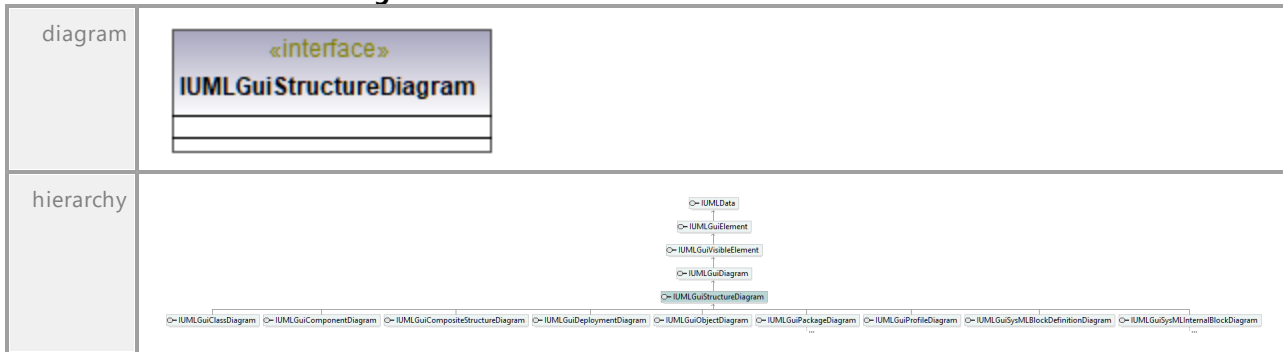 diagram
«interface»
IUMLGuiStructureDiagram
hierarchy
IUMLData
IUMLGuiElement
IUMLGuiVisibleElement
IUMLGuiDiagram
IUMLGuiStructureDiagram
IUMLGuiClassDiagram IUMLGuiComponentDiagram IUMLGuiCompositeStructureDiagram IUMLGuiDeploymentDiagram IUMLGuiObjectDiagram IUMLGuiPackageDiagram IUMLGuiProfileDiagram IUMLGuiSysMLBlockDefinitionDiagram IUMLGuiSysMLInternalBlockDiagram
... ...